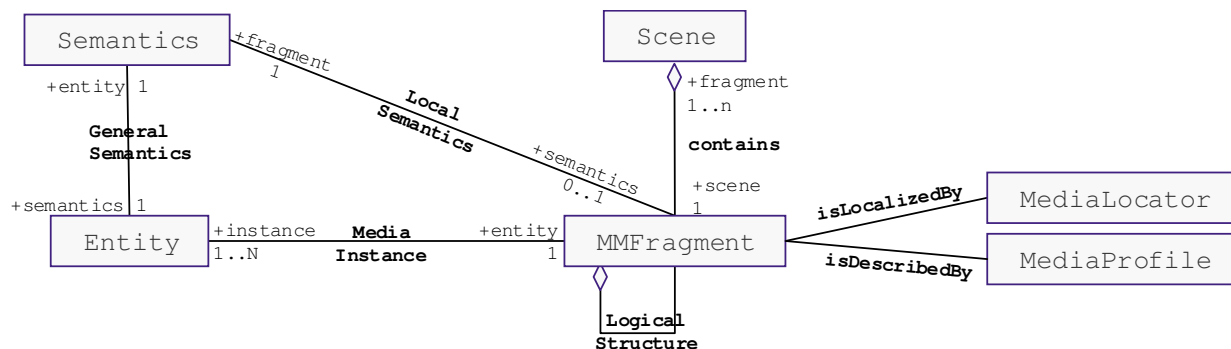 Semantics
Scene
+fragment
1
+entity 1
+fragment
1..n
Local
Semantics
General
Semantics
contains
+semantics
0..1
+scene
1
+semantics 1
isLocalizedBy
MediaLocator
Entity
+instance
1..N
Media
Instance
+entity
1
MMFragment
isDescribedBy
MediaProfile
Logical
Structure